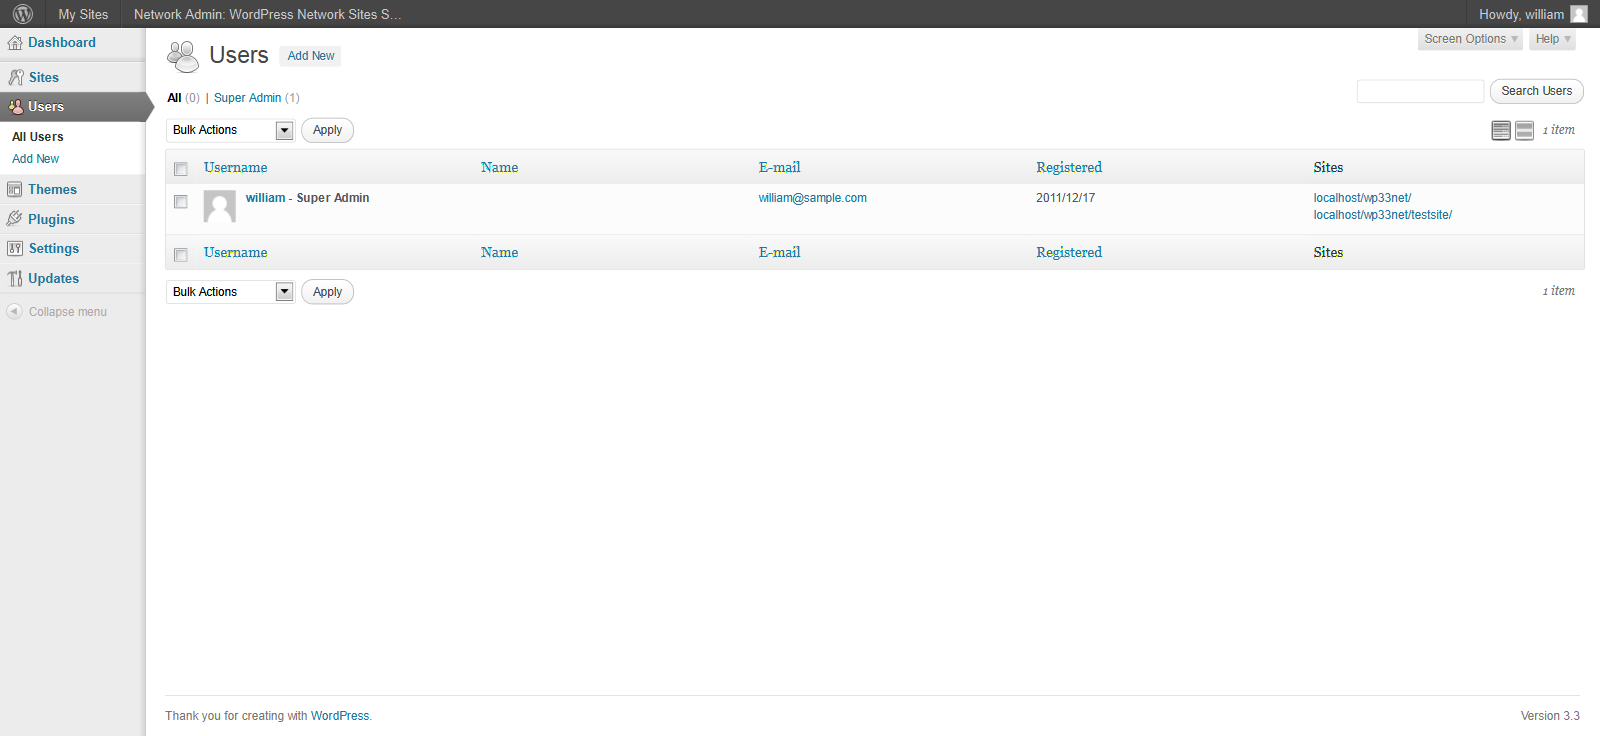 My Sites Network Admin: WordPress Network Sites S... Howdy, william
Dashboard
Sites
Users
All Users
Add New
Themes
Plugins
Settings
Updates
Collapse menu
Screen Options Help
Users Add New
All (0) | Super Admin (1)
Search Users
Bulk Actions Apply 1 item
Username Name E-mail Registered Sites
william - Super Admin william@sample.com 2011/12/17 localhost/wp33net/
localhost/wp33net/testsite/
Username Name E-mail Registered Sites
Bulk Actions Apply 1 item
Thank you for creating with WordPress. Version 3.3